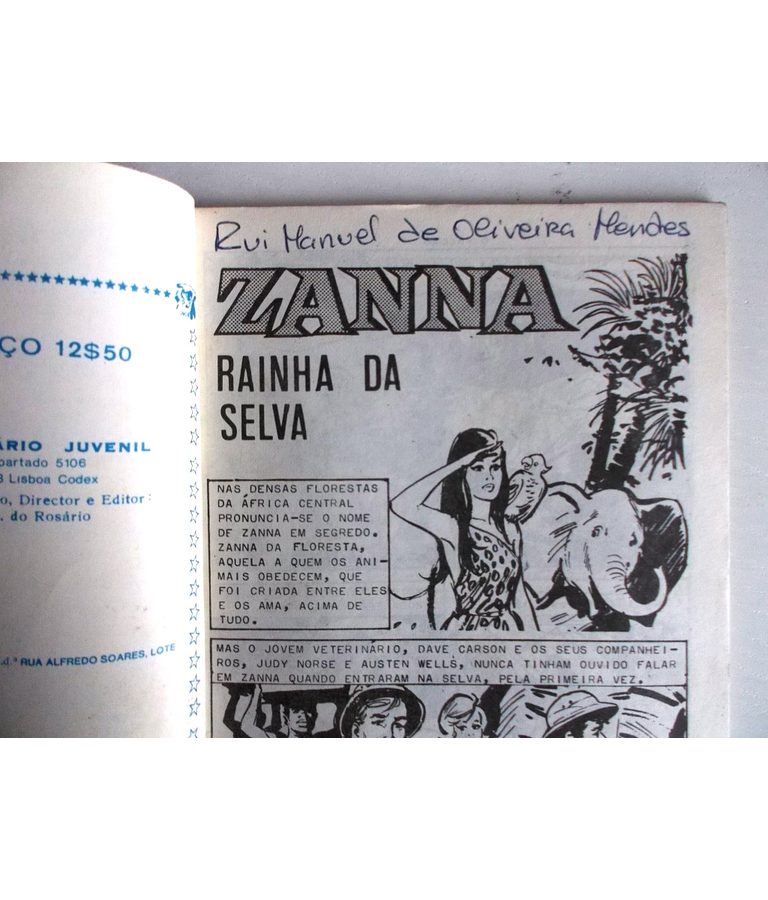 ÇO 12$50
ÁRIO JUVENIL
partado 5106
Lisboa Codex
o, Director e Editor:
. do Rosário
RUA ALFREDO SOARES, LOTE
Rui Manuel de Oliveira Mendes
ZANNA
RAINHA DA
SELVA
NAS DENSAS FLORESTAS
DA ÁFRICA CENTRAL
PRONUNCIA-SE O NOME
DE ZANNA EM SEGREDO.
ZANNA DA FLORESTA,
AQUELA A QUEM OS ANI-
MAIS OBEDECEM, QUE
FOI CRIADA ENTRE ELES
E OS AMA, ACIMA DE
TUDO.
MAS O JOVEM VETERINÁRIO, DAVE CARSON E OS SEUS COMPANHEI-
ROS, JUDY NORSE E AUSTEN WELLS, NUNCA TINHAM OUVIDO FALAR
EM ZANNA QUANDO ENTRARAM NA SELVA, PELA PRIMEIRA VEZ.